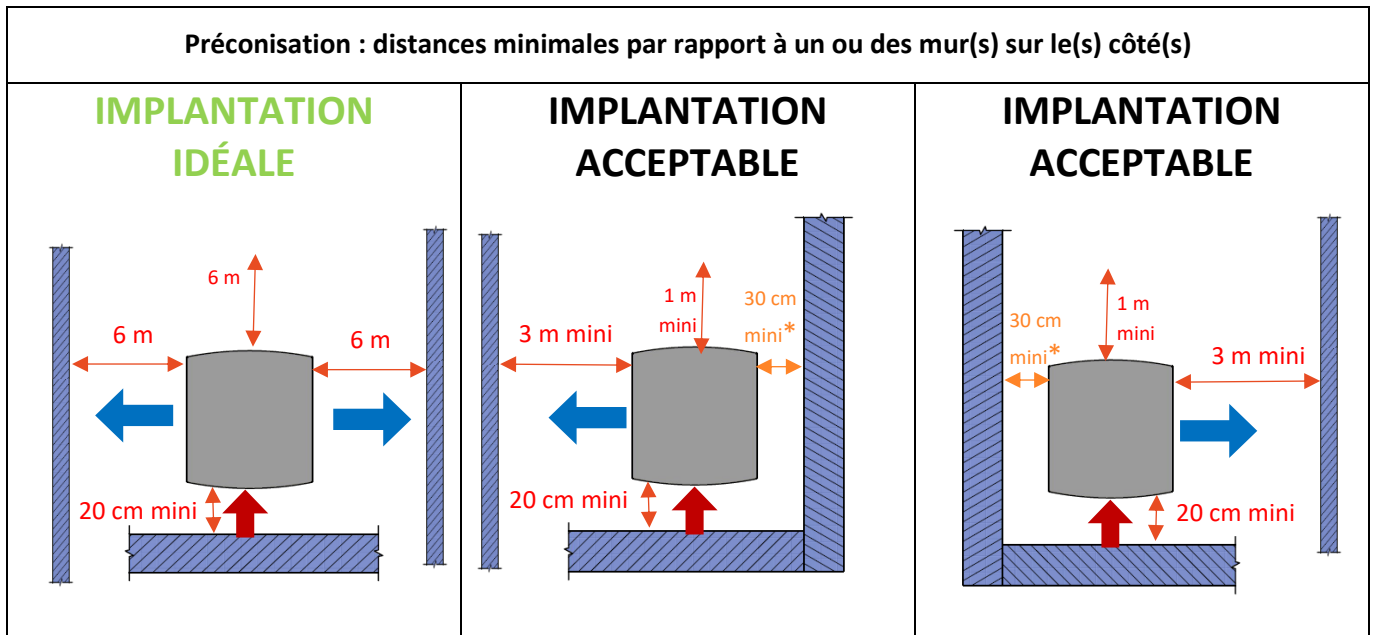 Préconisation : distances minimales par rapport à un ou des mur(s) sur le(s) côté(s)
IMPLANTATION
IDÉALE
6 m
6 m
6 m
20 cm mini
IMPLANTATION
ACCEPTABLE
1 m
mini
30 cm
mini*
3 m mini
20 cm mini
IMPLANTATION
ACCEPTABLE
30 cm
mini*
1 m
mini
3 m mini
20 cm mini